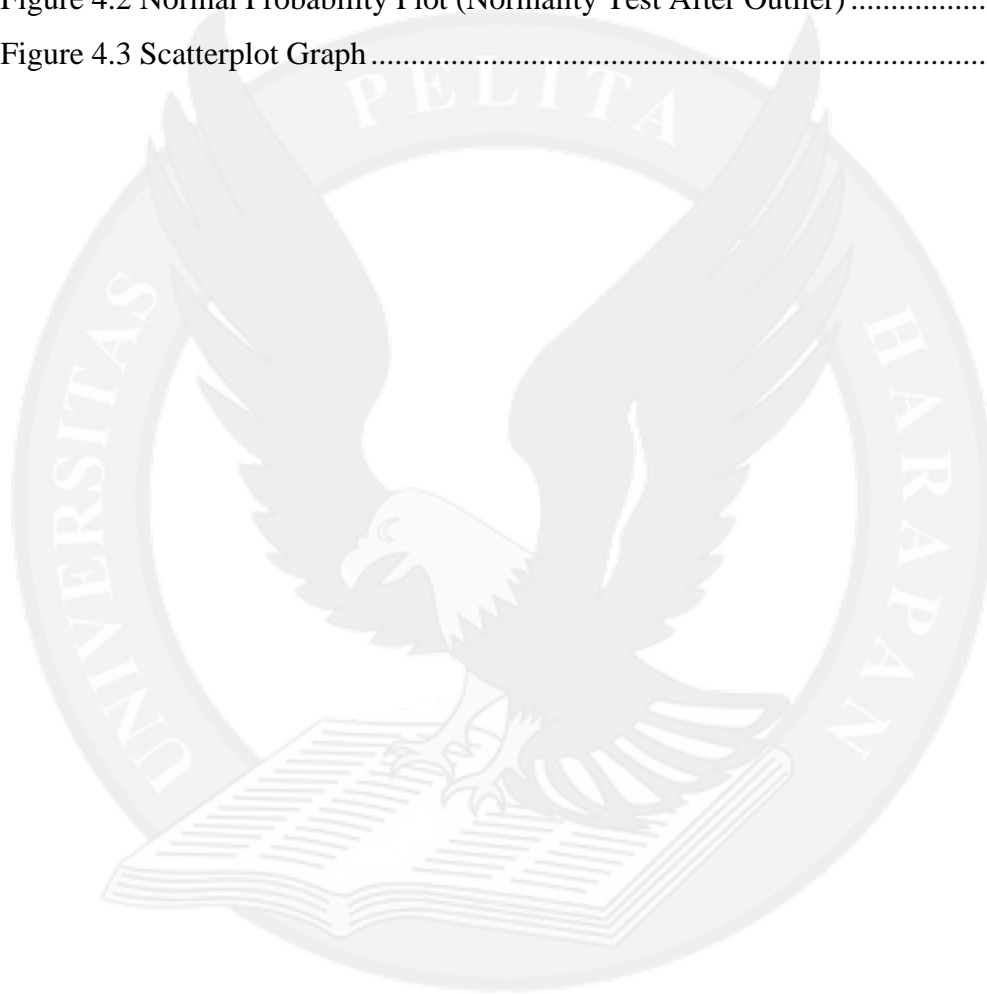 Figure 4.2 Normal Probability Plot (Normality Test After Outlier)................
Figure 4.3 Scatterplot Graph.............................................................................
UNIVERSITAS PELITA HARAPAN